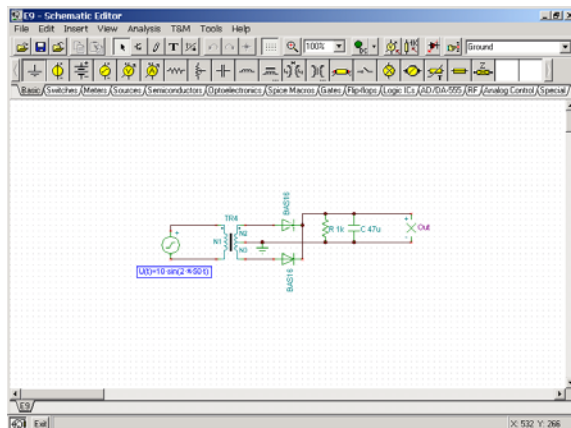 E9 - Schematic Editor
File Edit Insert View Analysis T&M Tools Help
100% Ground
Basic Switches Meters Sources Semiconductors Optoelectronics Spice Macros Gates Flip-flops Logic ICs AD/DA-555 RF Analog Control Special
BAS16
TR4
N1
N2
N3
R 1k
C 47u
Out
BAS16
U(t)=10·sin(2·π·50·t)
E9
Exit
X: 532 Y: 266